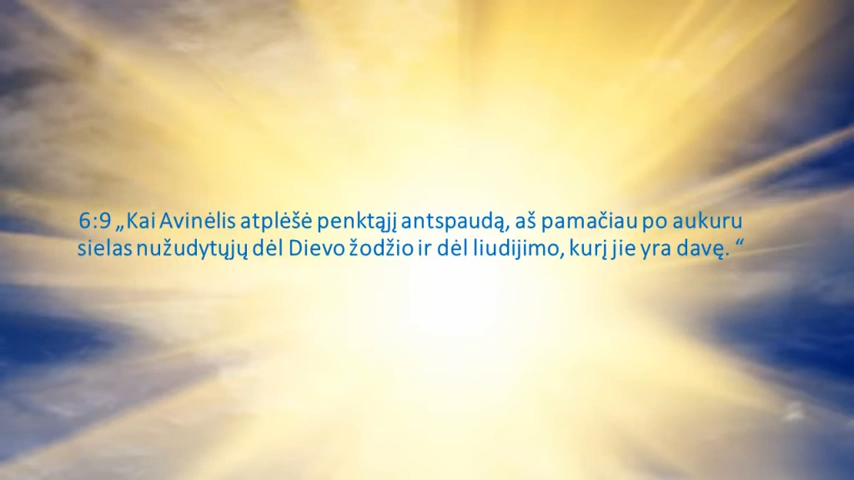 6:9 „Kai Avinėlis atplėšė penktąjį antspaudą, aš pamačiau po aukuru
sielas nužudytųjų dėl Dievo žodžio ir dėl liudijimo, kurį jie yra davę. “